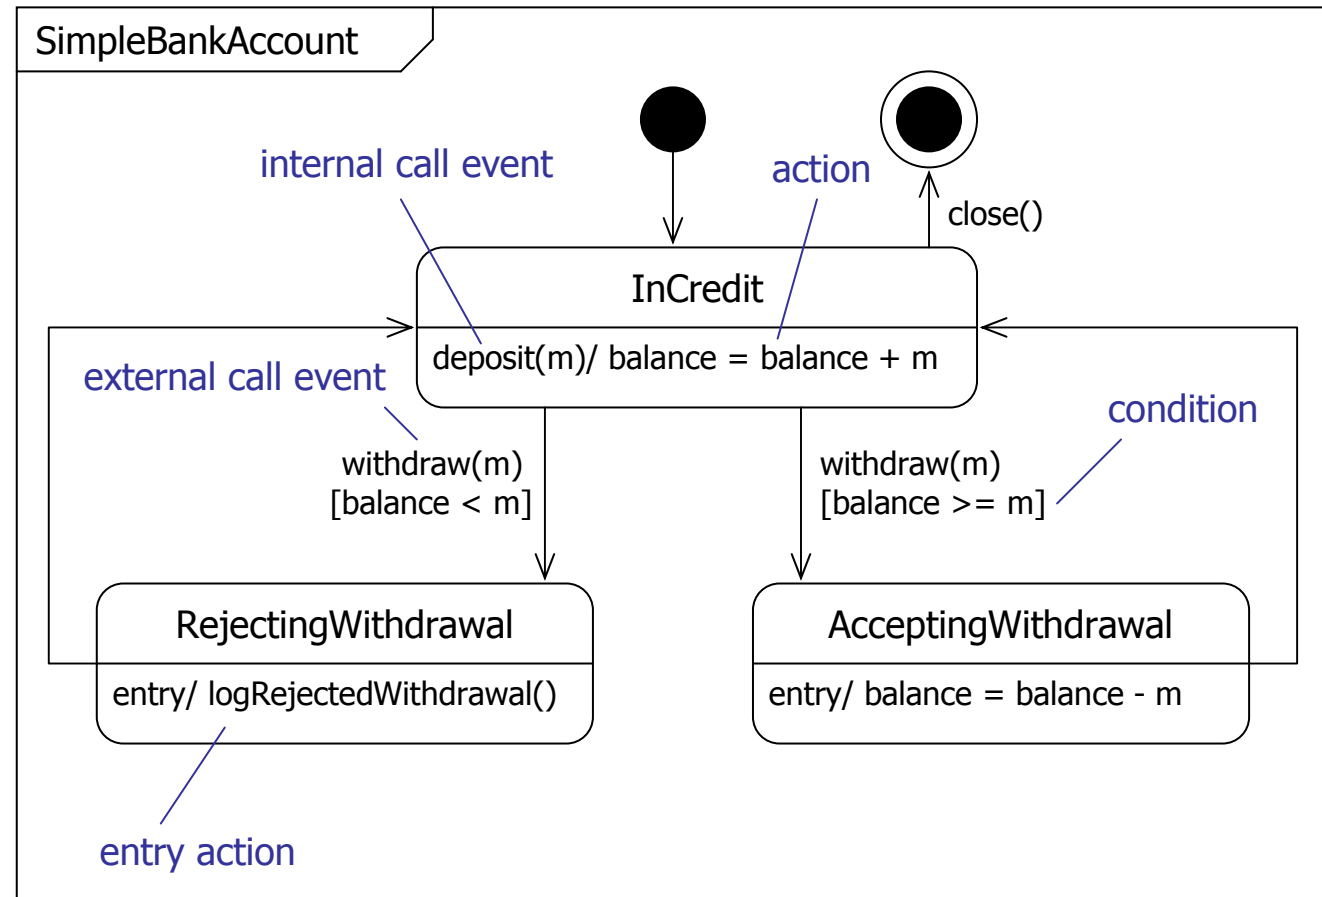 SimpleBankAccount
internal call event
action
close()
InCredit
deposit(m)/ balance = balance + m
external call event
condition
withdraw(m)
[balance < m]
withdraw(m)
[balance >= m]
RejectingWithdrawal
entry/ logRejectedWithdrawal()
AcceptingWithdrawal
entry/ balance = balance - m
entry action